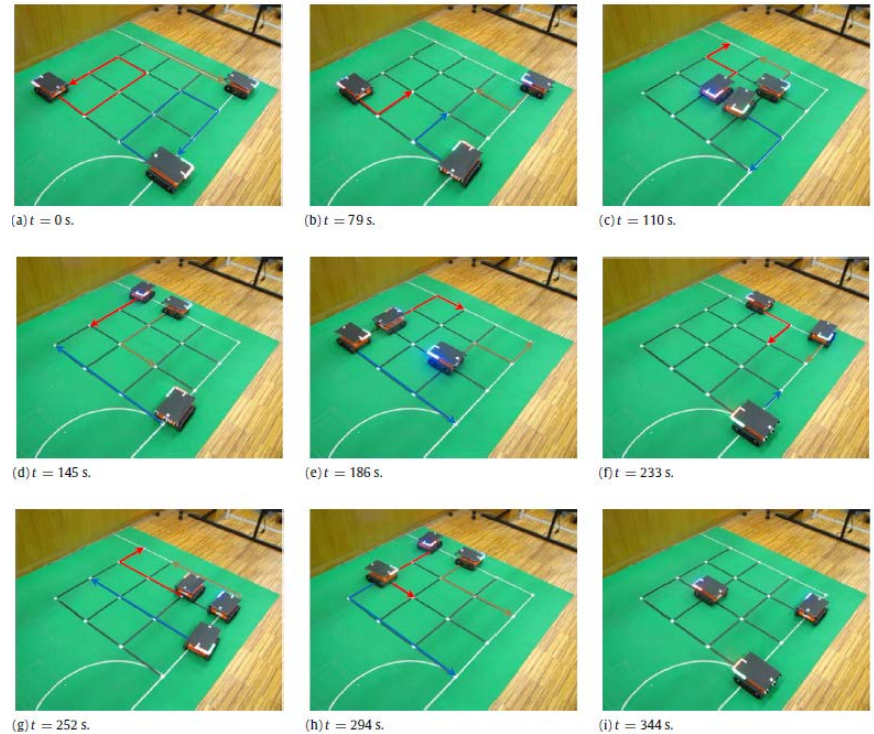 (a) t = 0 s.
(b) t = 79 s.
(c) t = 110 s.
(d) t = 145 s.
(e) t = 186 s.
(f) t = 233 s.
(g) t = 252 s.
(h) t = 294 s.
(i) t = 344 s.